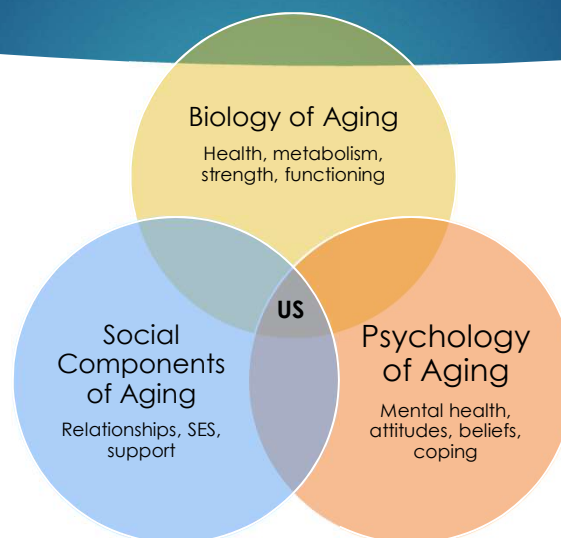 Biology of Aging
Health, metabolism,
strength, functioning
US
Social
Components
of Aging
Relationships, SES,
support
Psychology
of Aging
Mental health,
attitudes, beliefs,
coping